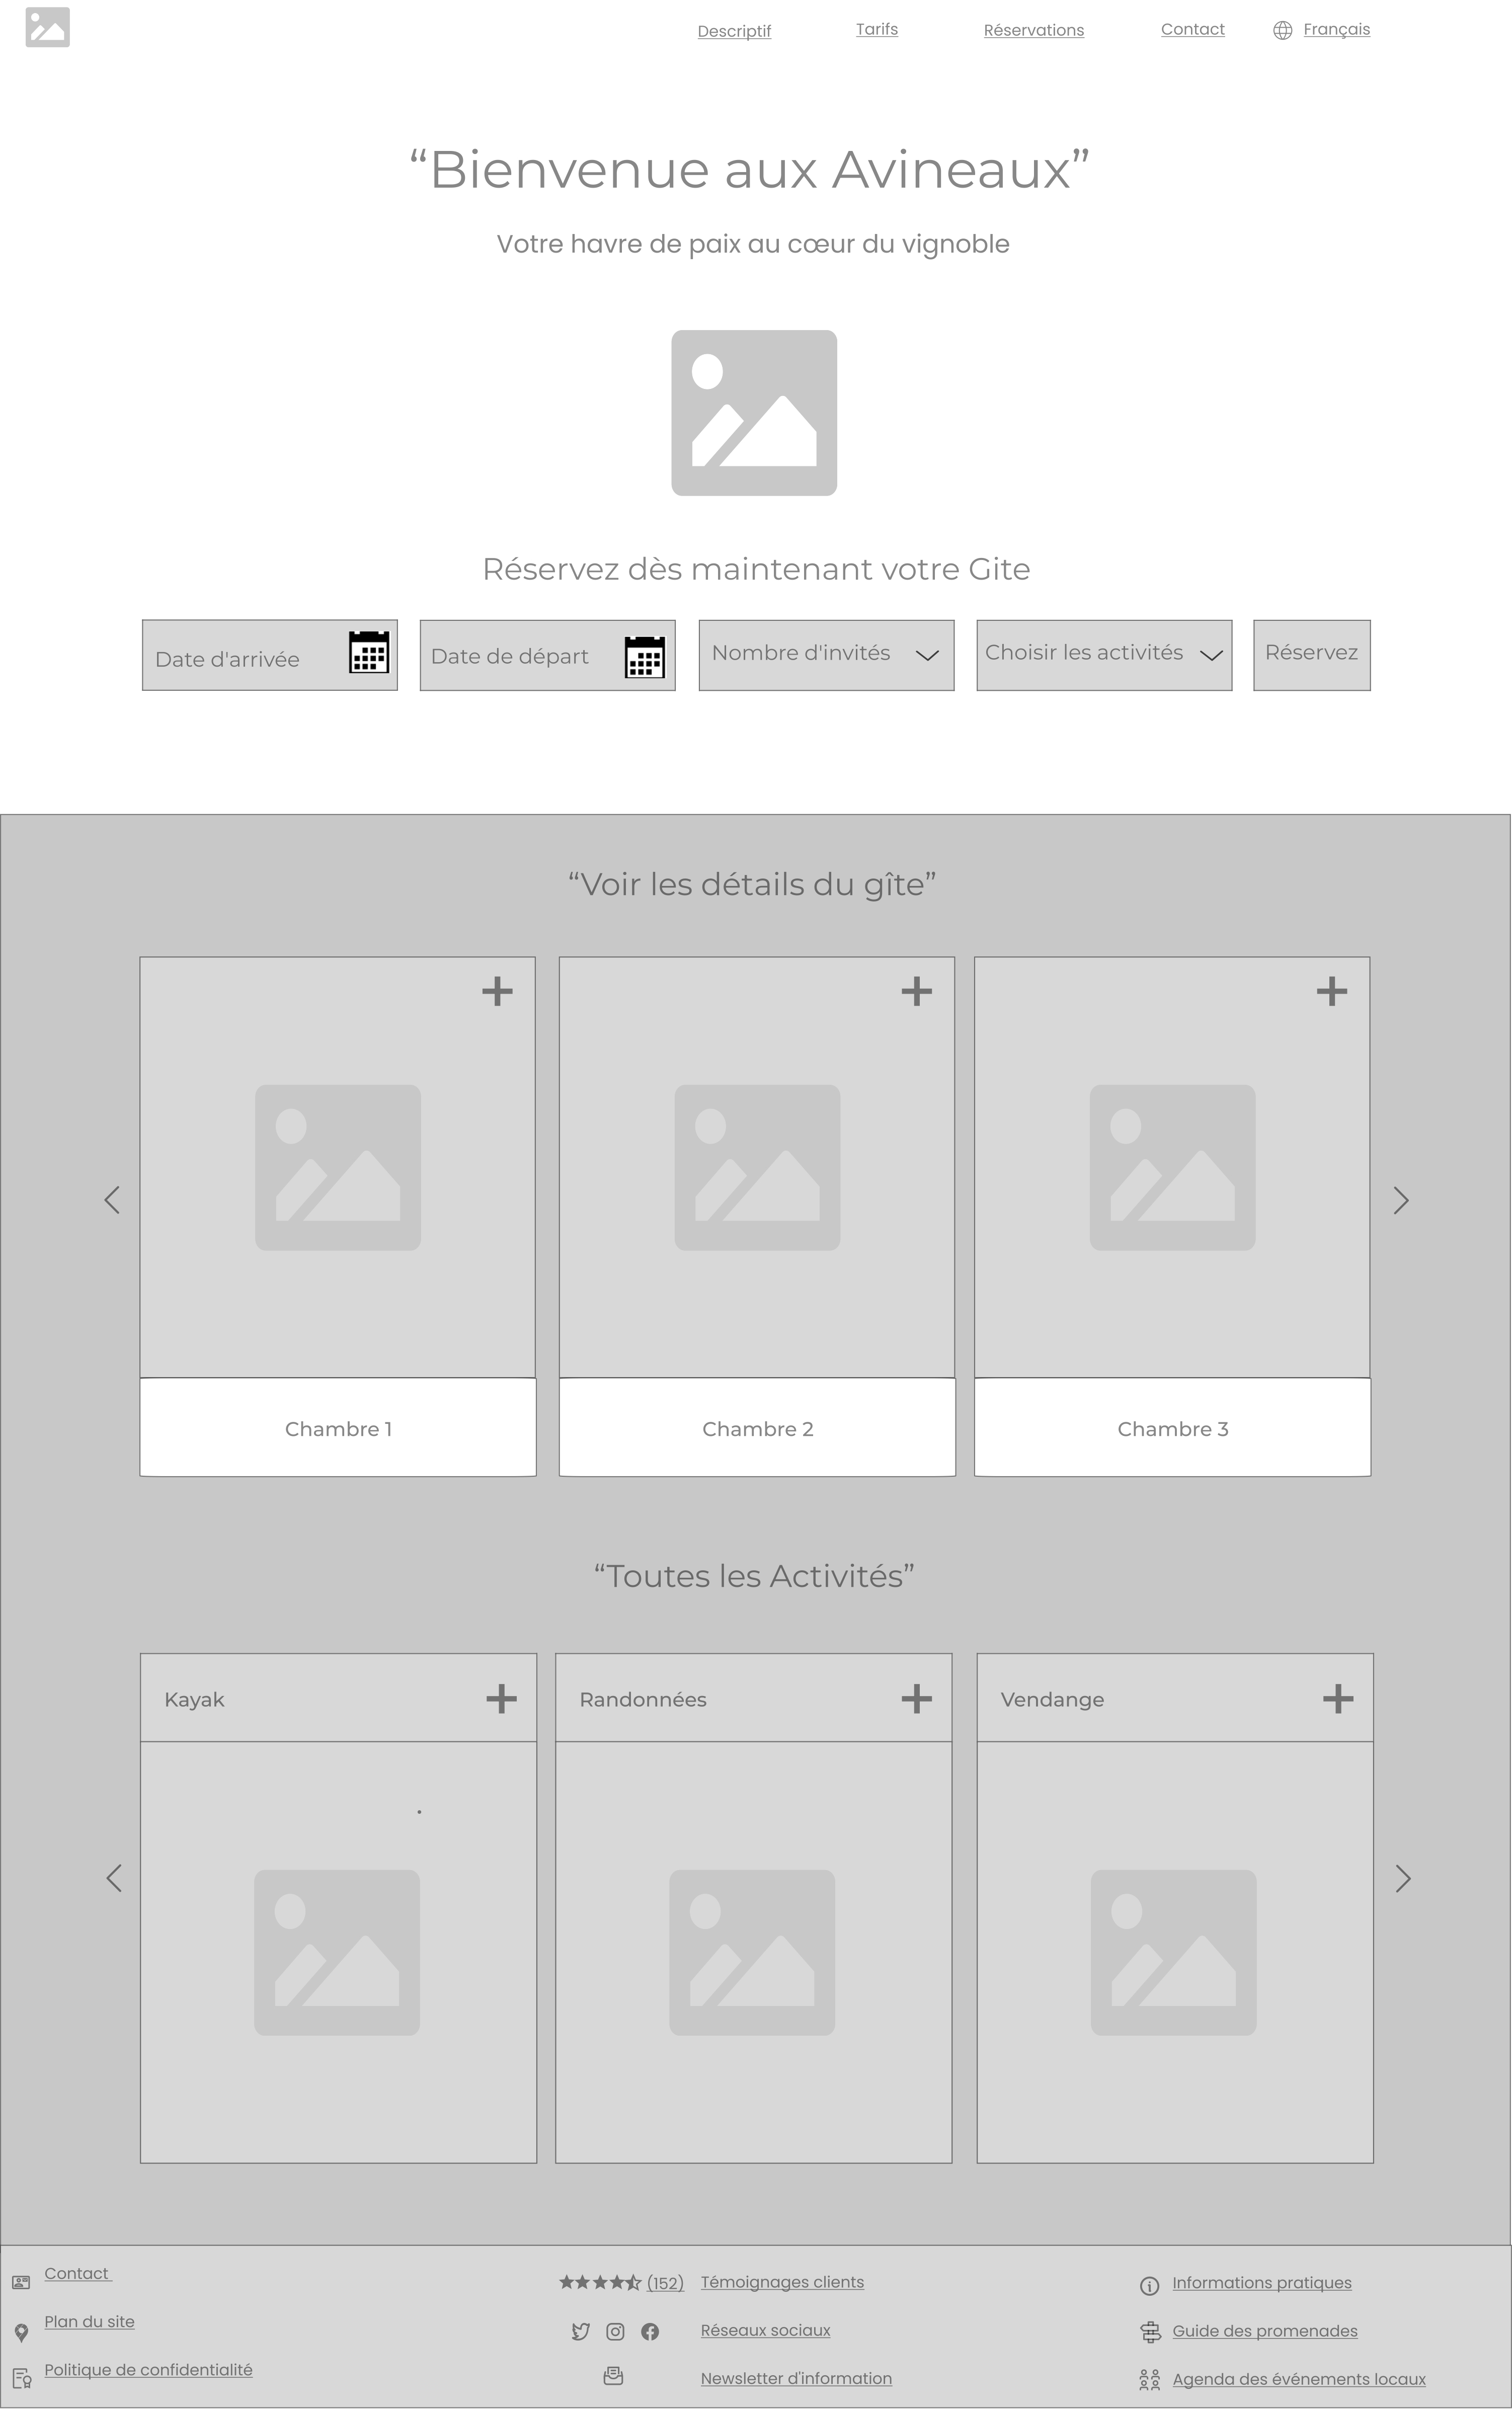 Descriptif Tarifs Réservations Contact Français
“Bienvenue aux Avineaux”
Votre havre de paix au cœur du vignoble
Réservez dès maintenant votre Gite
Date d'arrivée Date de départ Nombre d'invités Choisir les activités Réservez
“Voir les détails du gîte”
Chambre 1 Chambre 2 Chambre 3
“Toutes les Activités”
Kayak Randonnées Vendange
Contact (152) Témoignages clients Informations pratiques
Plan du site Réseaux sociaux Guide des promenades
Politique de confidentialité Newsletter d'information Agenda des événements locaux